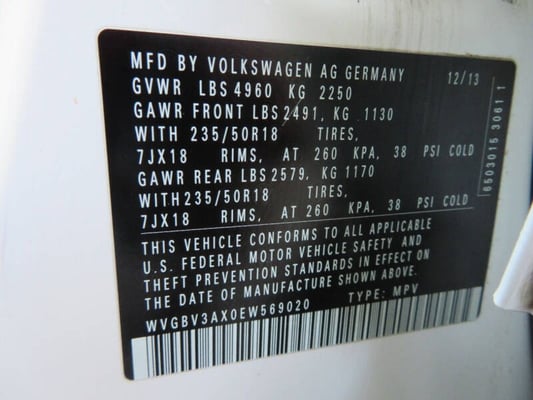 MFD BY VOLKSWAGEN AG GERMANY 12/13
GVWR LBS 4960 KG 2250
GAWR FRONT LBS 2491, KG 1130
WITH 235/50R18 TIRES,
7JX18 RIMS, AT 260 KPA, 38 PSI COLD
GAWR REAR LBS 2579, KG 1170
WITH 235/50R18 TIRES,
7JX18 RIMS, AT 260 KPA, 38 PSI COLD
THIS VEHICLE CONFORMS TO ALL APPLICABLE
U.S. FEDERAL MOTOR VEHICLE SAFETY AND
THEFT PREVENTION STANDARDS IN EFFECT ON
THE DATE OF MANUFACTURE SHOWN ABOVE.
WVGBV3AX0EW569020 TYPE: MPV
6503015 3061 1